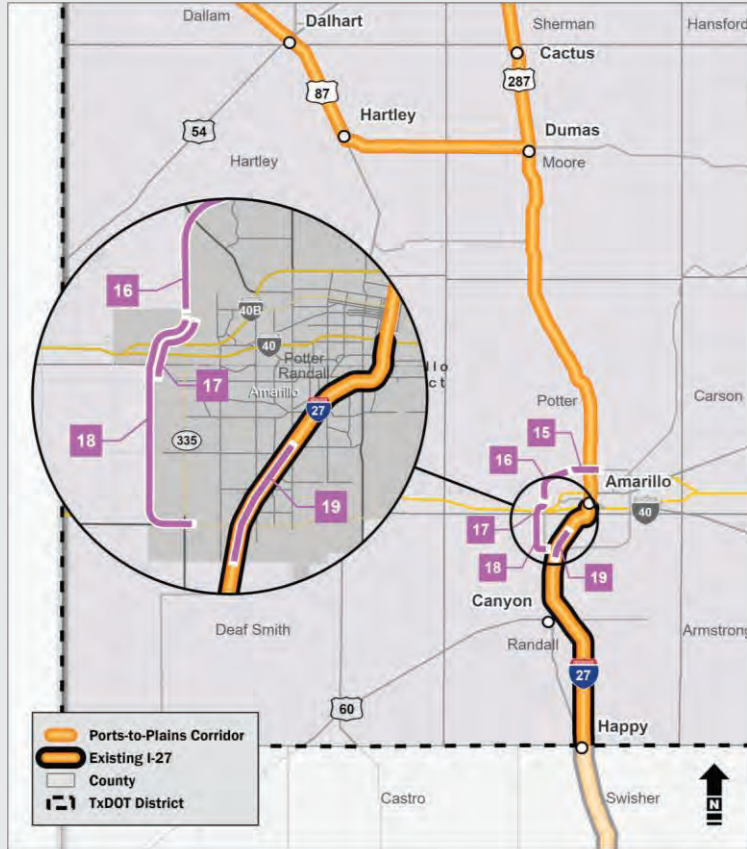 Dallam
Dalhart
Sherman
Hansford
Cactus
87
287
Hartley
54
Dumas
Hartley
Moore
16
40B
40
Potter
Randall
17
Amarillo
27
18
335
19
Potter
Carson
15
16
Amarillo
40
17
18
19
Canyon
Deaf Smith
Randall
Armstrong
27
60
Happy
Ports-to-Plains Corridor
Existing I-27
County
TxDOT District
Castro
Swisher
N